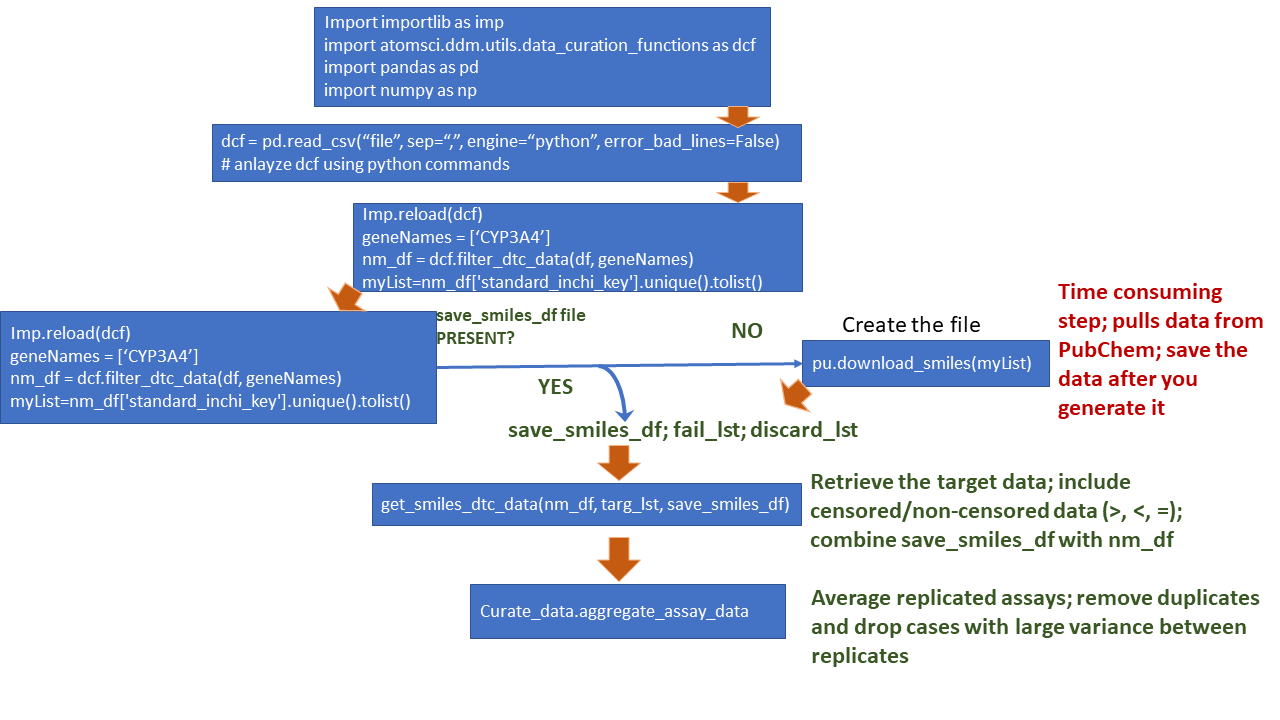 Import importlib as imp
import atomsci.ddm.utils.data_curation_functions as dcf
import pandas as pd
import numpy as np
dcf = pd.read_csv(“file”, sep=“,”, engine=“python”, error_bad_lines=False)
# anlayze dcf using python commands
Imp.reload(dcf)
geneNames = [‘CYP3A4’]
nm_df = dcf.filter_dtc_data(df, geneNames)
myList=nm_df['standard_inchi_key'].unique().tolist()
Imp.reload(dcf)
geneNames = [‘CYP3A4’]
nm_df = dcf.filter_dtc_data(df, geneNames)
myList=nm_df['standard_inchi_key'].unique().tolist()
save_smiles_df file
PRESENT?
NO
YES
Create the file
pu.download_smiles(myList)
Time consuming
step; pulls data from
PubChem; save the
data after you
generate it
save_smiles_df; fail_lst; discard_lst
get_smiles_dtc_data(nm_df, targ_lst, save_smiles_df)
Retrieve the target data; include
censored/non-censored data (>, <, =);
combine save_smiles_df with nm_df
Curate_data.aggregate_assay_data
Average replicated assays; remove duplicates
and drop cases with large variance between
replicates